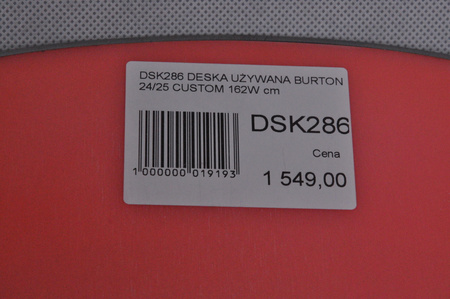 DSK286 DESKA UŻYWANA BURTON
24/25 CUSTOM 162W cm
DSK286
Cena
1 549,00
1 000000 019193